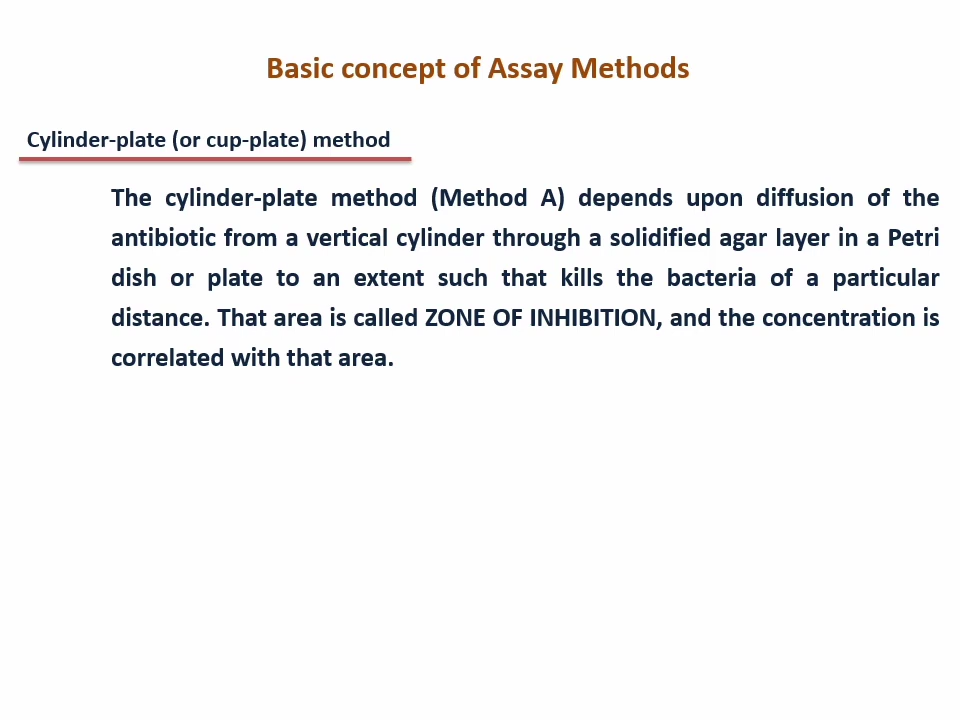 Basic concept of Assay Methods
Cylinder-plate (or cup-plate) method
The cylinder-plate method (Method A) depends upon diffusion of the
antibiotic from a vertical cylinder through a solidified agar layer in a Petri
dish or plate to an extent such that kills the bacteria of a particular
distance. That area is called ZONE OF INHIBITION, and the concentration is
correlated with that area.